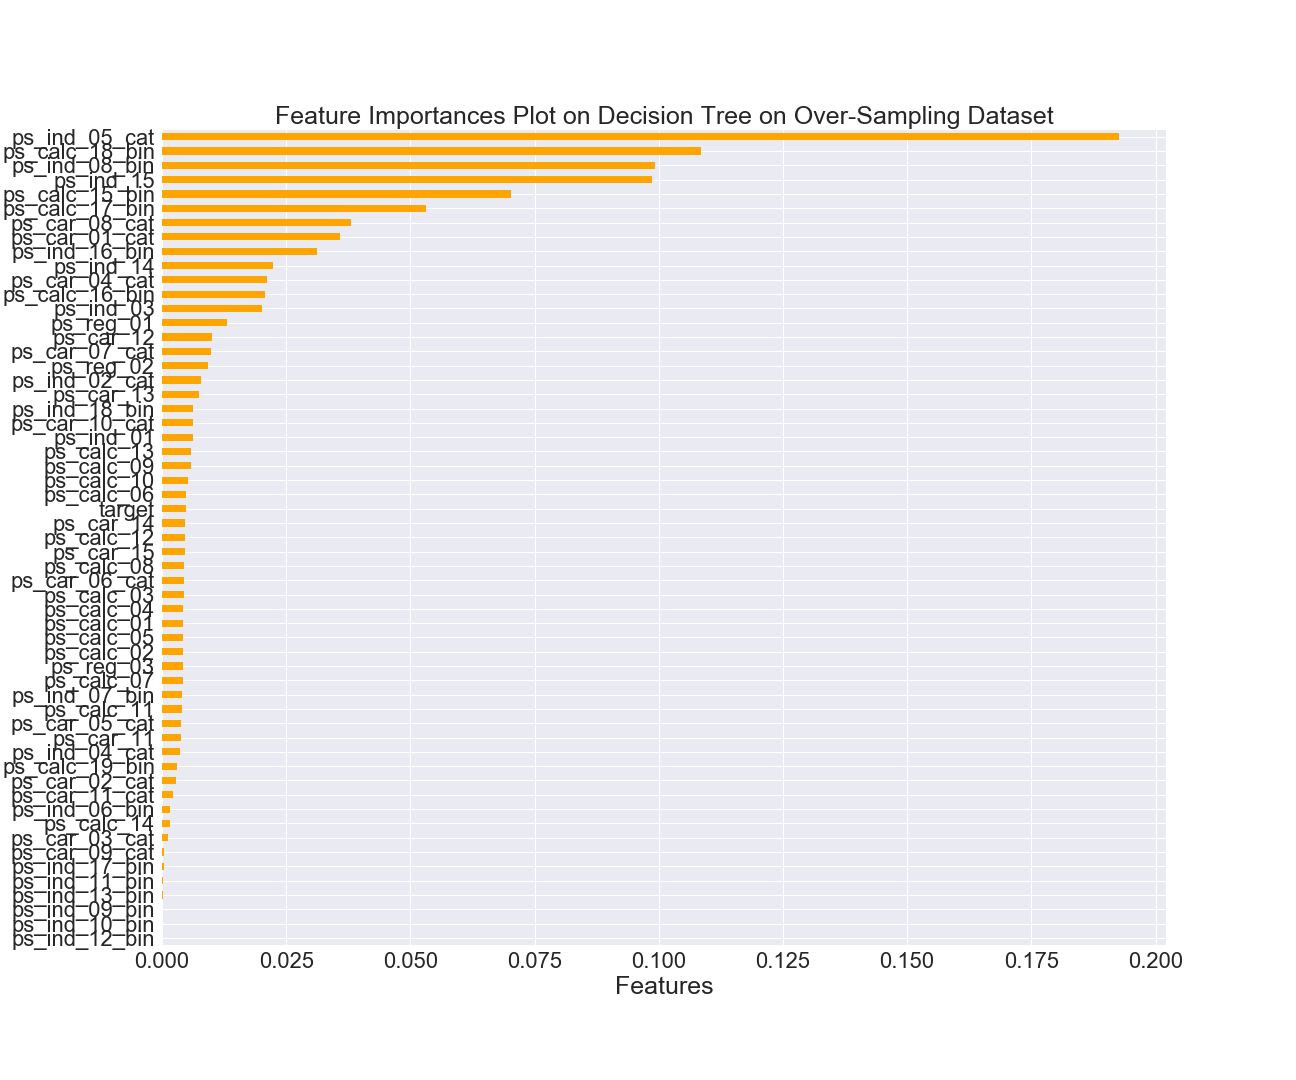 Feature Importances Plot on Decision Tree on Over-Sampling Dataset
ps_ind_05_cat
ps_calc_18_bin
ps_ind_08_bin
ps_ind_15
ps_calc_15_bin
ps_calc_17_bin
ps_car_08_cat
ps_car_01_cat
ps_ind_16_bin
ps_ind_14
ps_car_04_cat
ps_calc_16_bin
ps_ind_03
ps_reg_01
ps_car_12
ps_car_07_cat
ps_reg_02
ps_ind_02_cat
ps_car_13
ps_ind_18_bin
ps_car_10_cat
ps_ind_01
ps_calc_13
ps_calc_09
ps_calc_10
ps_calc_06
target
ps_car_14
ps_calc_12
ps_car_15
ps_calc_08
ps_car_06_cat
ps_calc_03
ps_calc_04
ps_calc_01
ps_calc_05
ps_calc_02
ps_reg_03
ps_calc_07
ps_ind_07_bin
ps_calc_11
ps_car_05_cat
ps_car_11
ps_ind_04_cat
ps_calc_19_bin
ps_car_02_cat
ps_car_11_cat
ps_ind_06_bin
ps_calc_14
ps_car_03_cat
ps_car_09_cat
ps_ind_17_bin
ps_ind_11_bin
ps_ind_13_bin
ps_ind_09_bin
ps_ind_10_bin
ps_ind_12_bin
0.000 0.025 0.050 0.075 0.100 0.125 0.150 0.175 0.200
Features